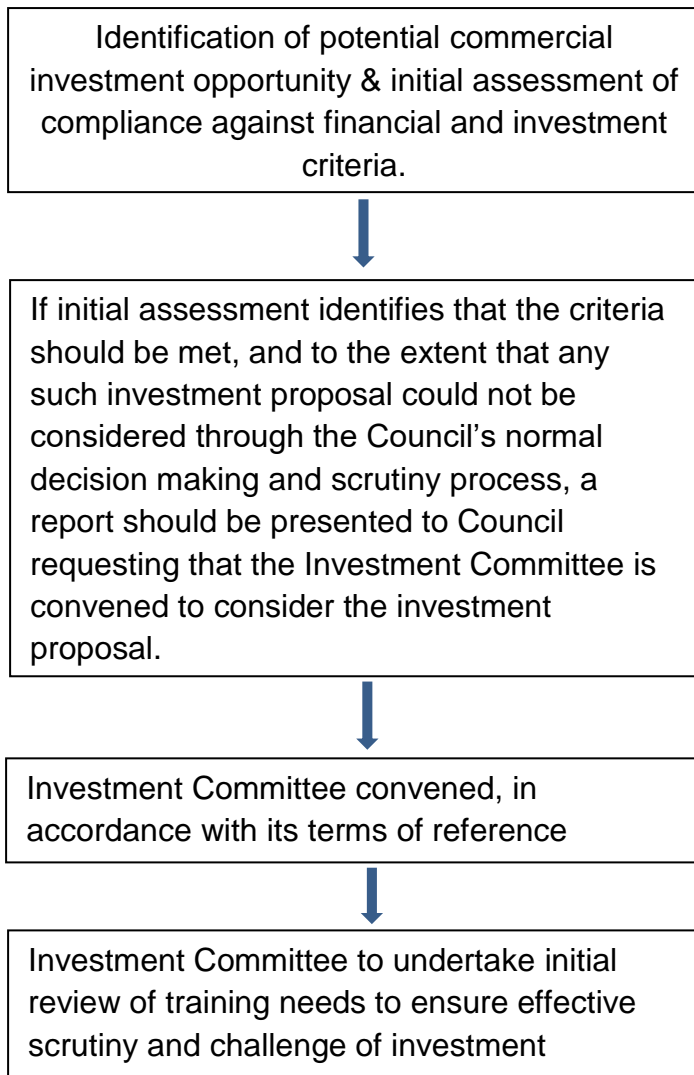 Identification of potential commercial
investment opportunity & initial assessment of
compliance against financial and investment
criteria.
If initial assessment identifies that the criteria
should be met, and to the extent that any
such investment proposal could not be
considered through the Council’s normal
decision making and scrutiny process, a
report should be presented to Council
requesting that the Investment Committee is
convened to consider the investment
proposal.
Investment Committee convened, in
accordance with its terms of reference
Investment Committee to undertake initial
review of training needs to ensure effective
scrutiny and challenge of investment